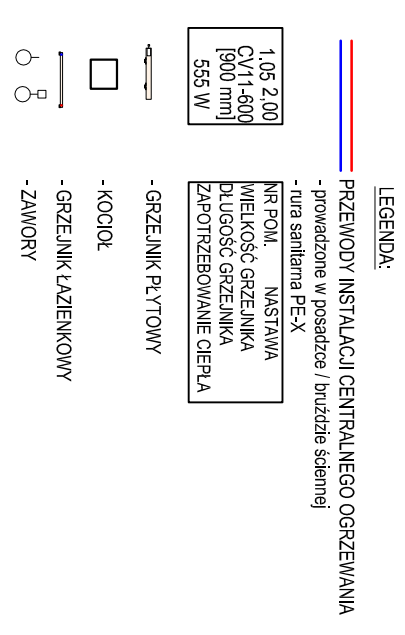 LEGENDA:
PRZEWODY INSTALACJI CENTRALNEGO OGRZEWANIA
- prowadzone w posadzce / bruździe ściennej
- rura sanitarna PE-X
1.05 2,00
CV11-600
[900 mm]
555 W
NR POM. NASTAWA
WIELKOŚĆ GRZEJNIKA
DŁUGOŚĆ GRZEJNIKA
ZAPOTRZEBOWANIE CIEPŁA
- GRZEJNIK PŁYTOWY
- KOCIOŁ
- GRZEJNIK ŁAZIENKOWY
- ZAWORY